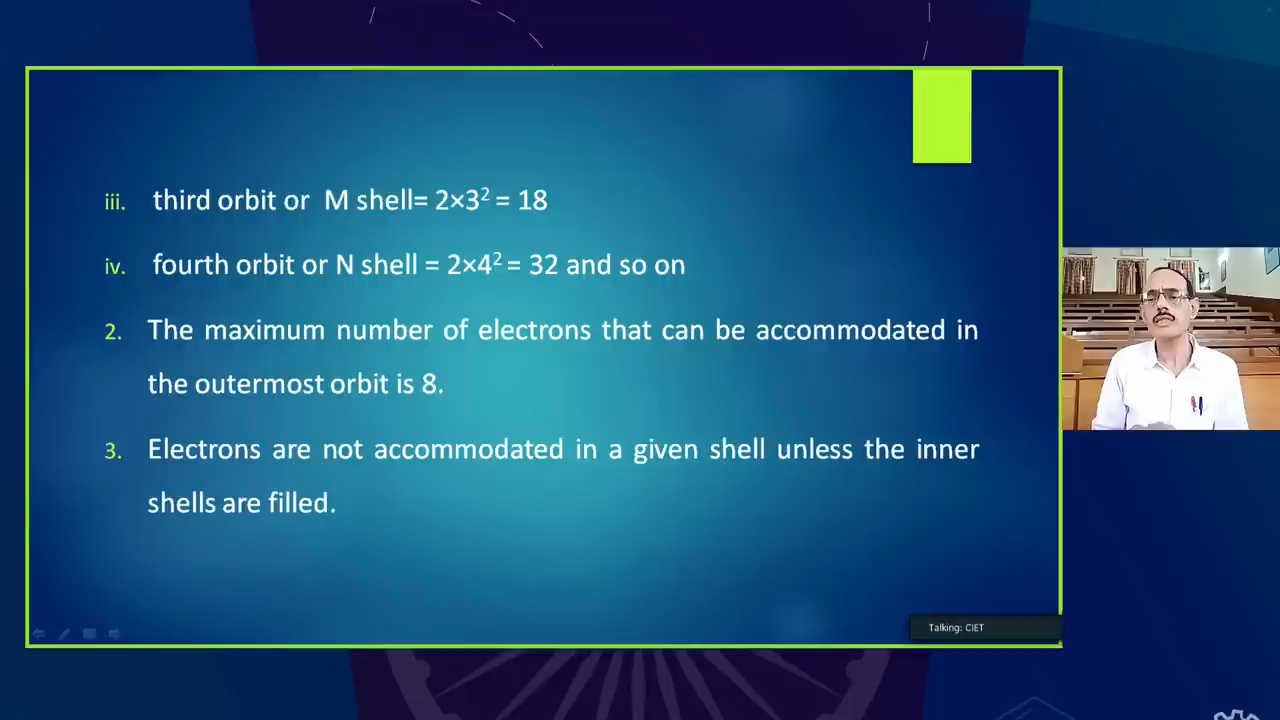 iii. third orbit or M shell= 2×3² = 18
iv. fourth orbit or N shell = 2×4² = 32 and so on
2. The maximum number of electrons that can be accommodated in
the outermost orbit is 8.
3. Electrons are not accommodated in a given shell unless the inner
shells are filled.
Talking: CIET